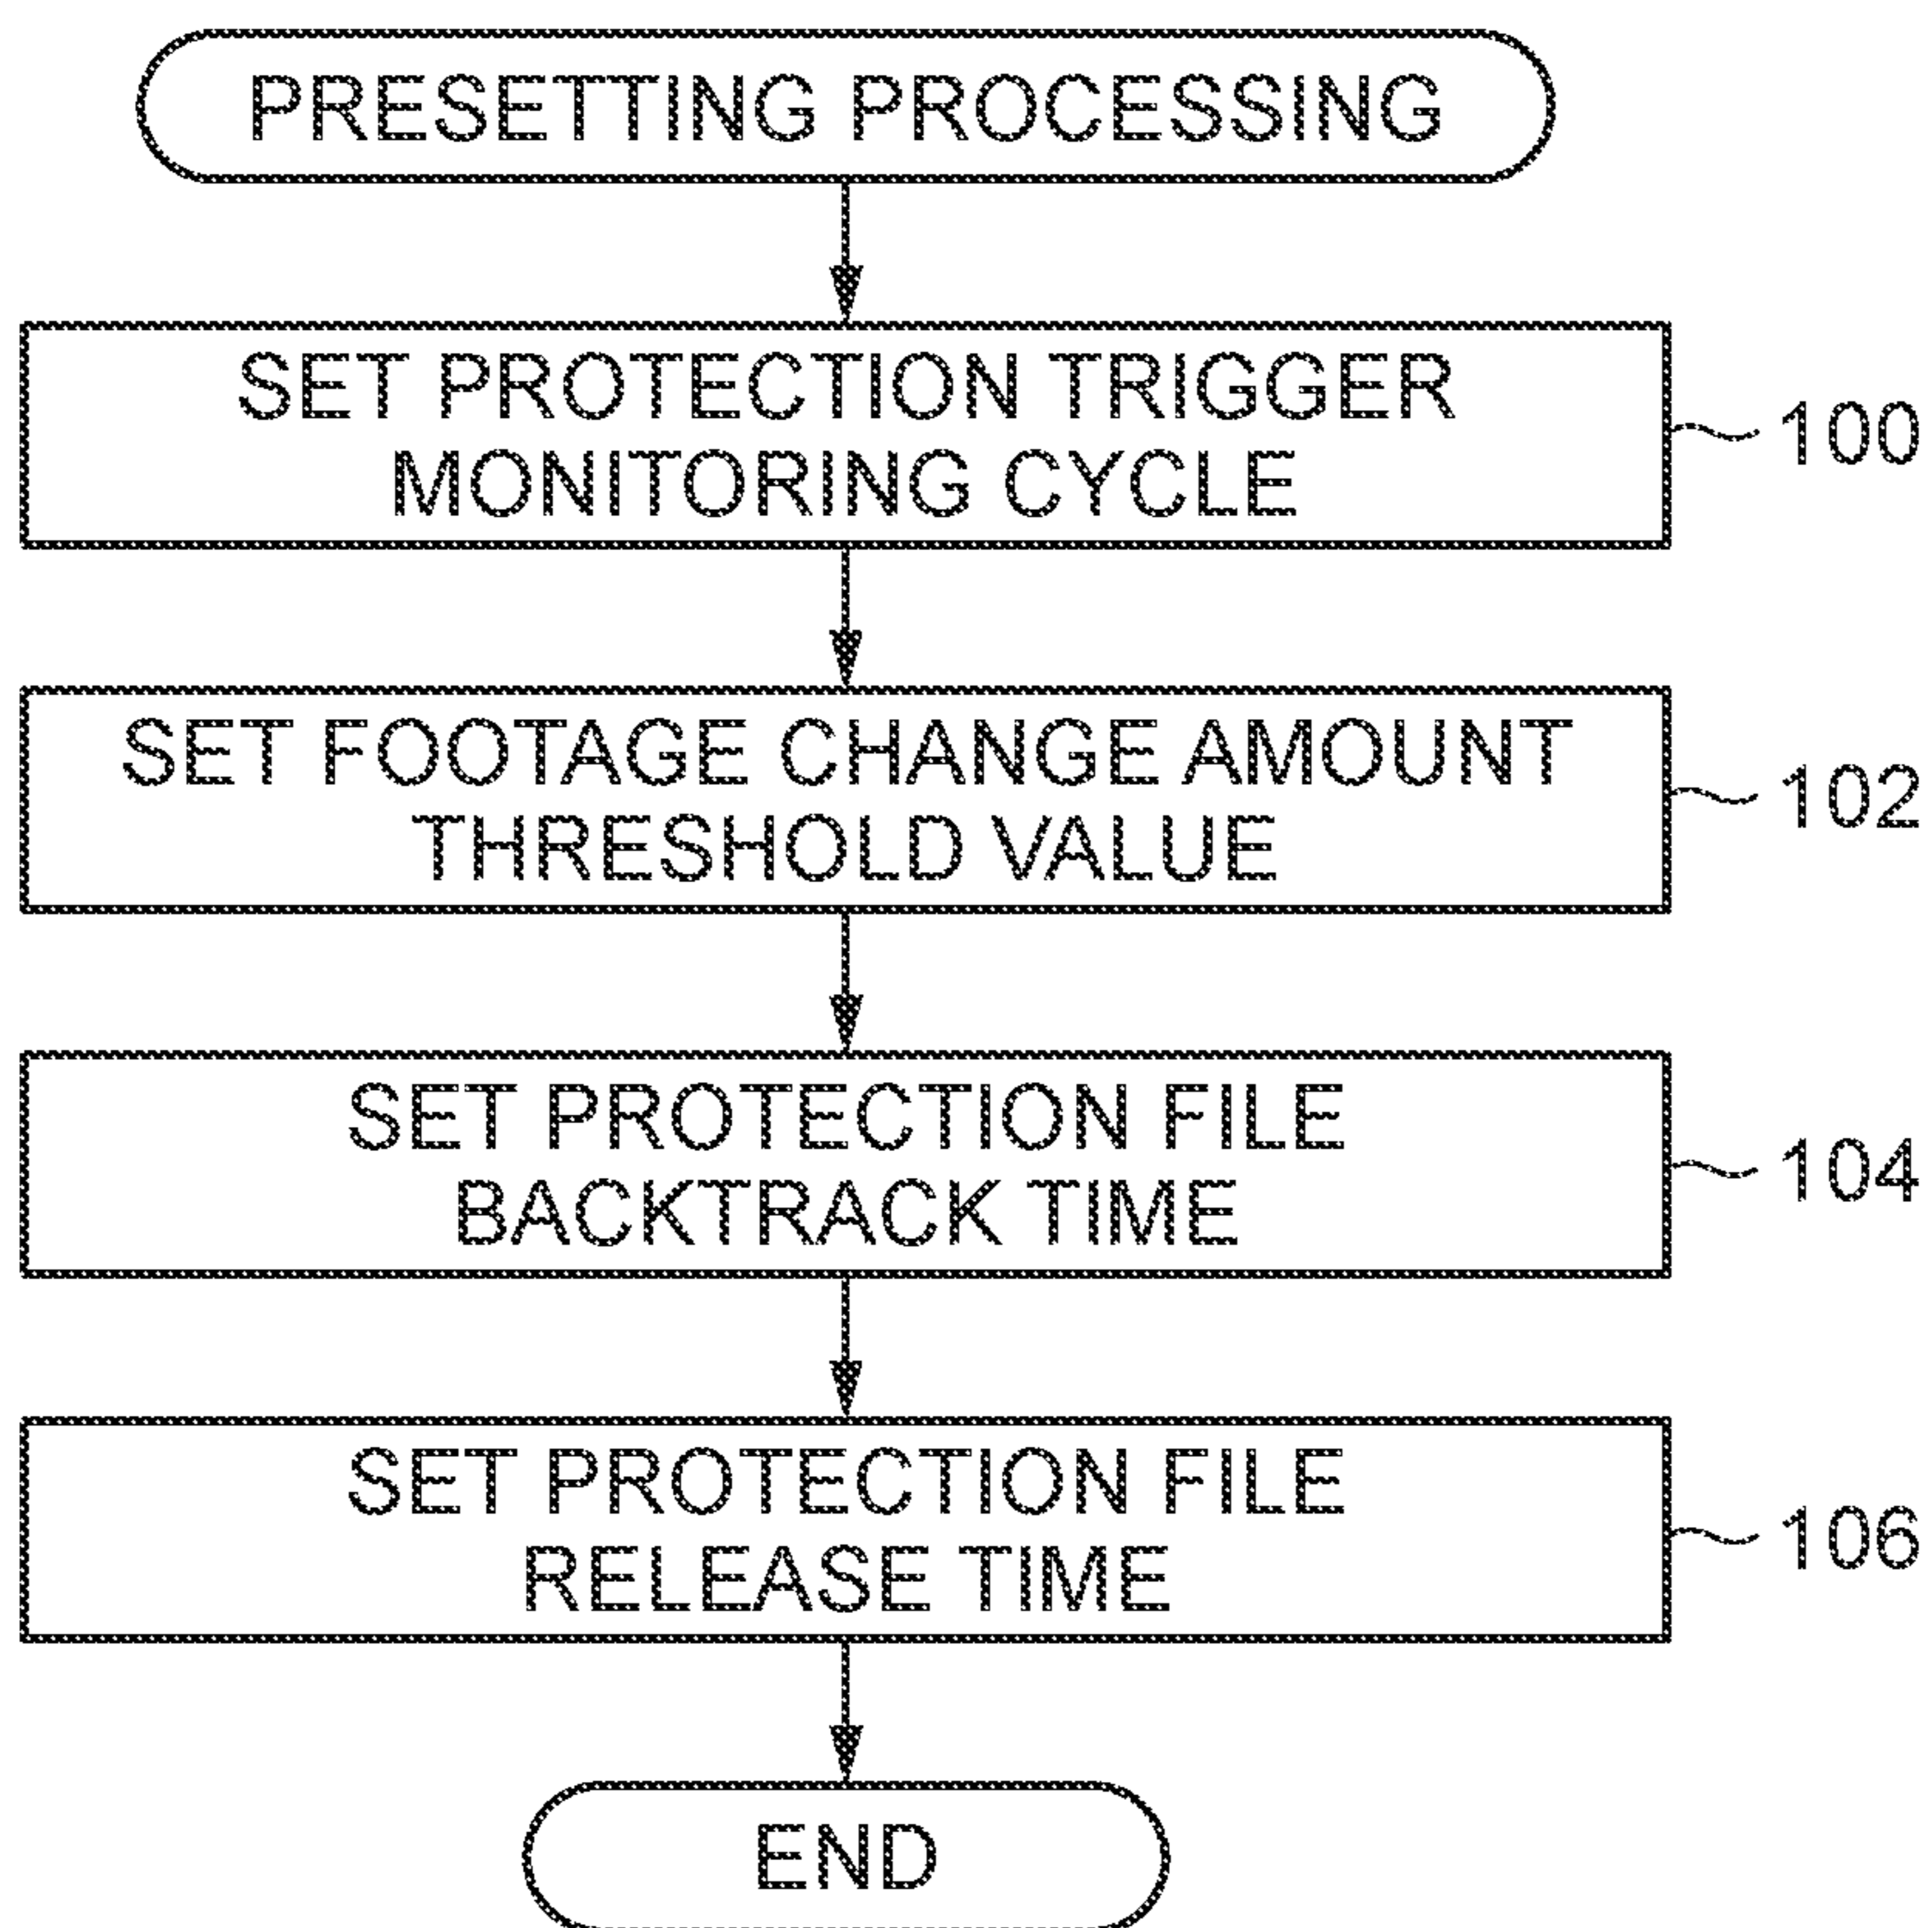 PRESETTING PROCESSING
SET PROTECTION TRIGGER
MONITORING CYCLE
100
SET FOOTAGE CHANGE AMOUNT
THRESHOLD VALUE
102
SET PROTECTION FILE
BACKTRACK TIME
104
SET PROTECTION FILE
RELEASE TIME
106
END